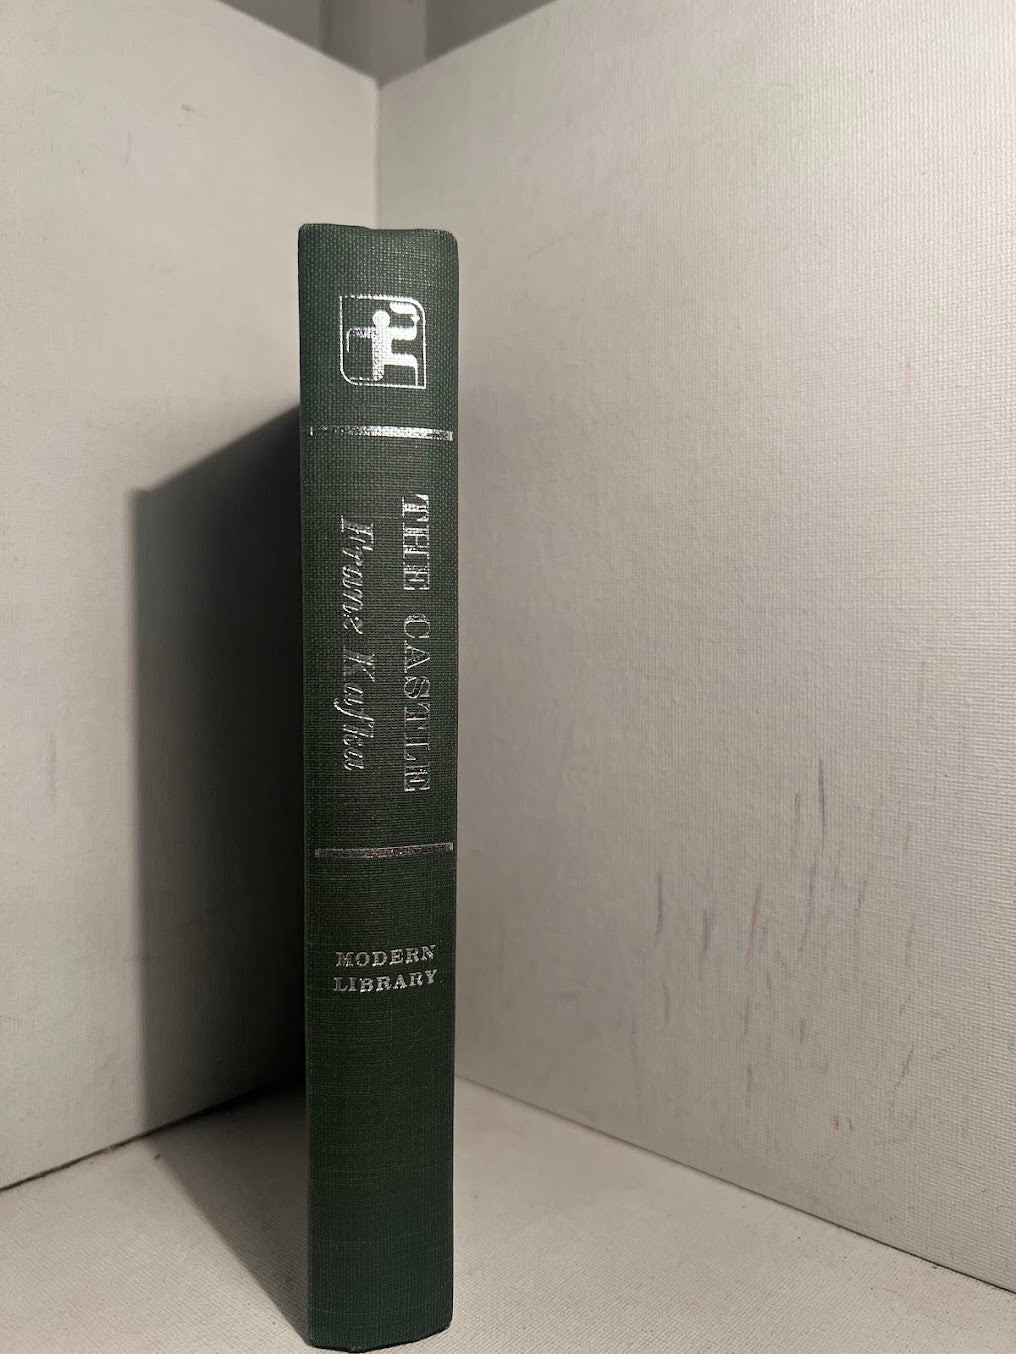 THE CASTLE
Franz Kafka
MODERN
LIBRARY